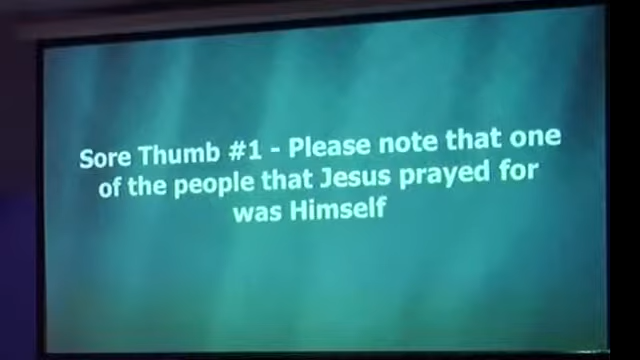 Sore Thumb #1 - Please note that one
of the people that Jesus prayed for
was Himself